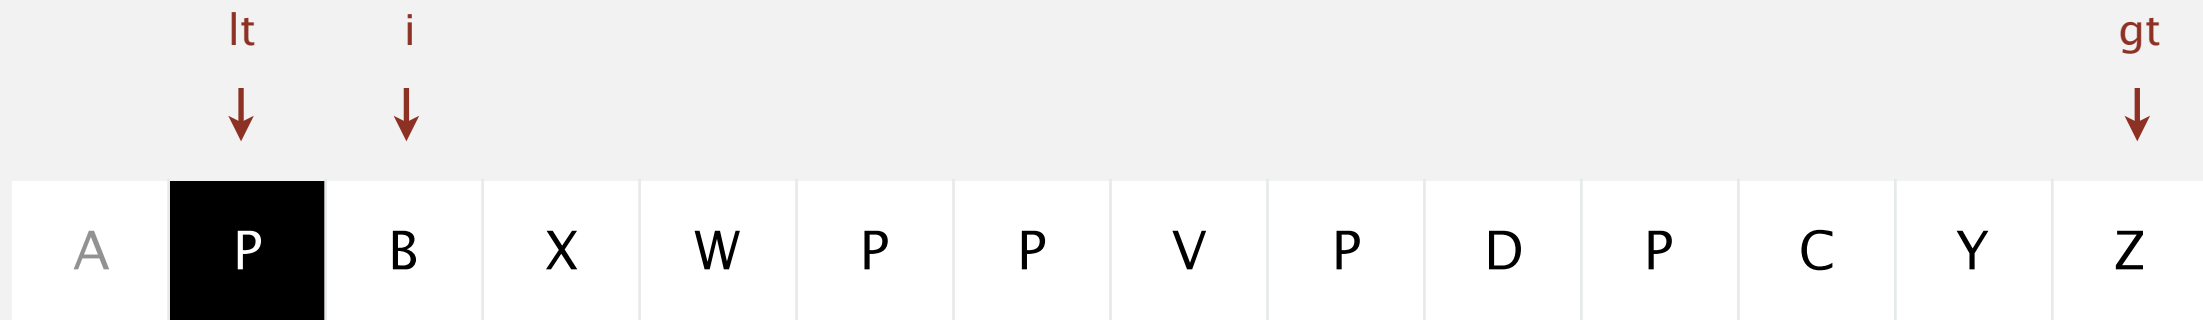 lt i gt
A P B X W P P V P D P C Y Z